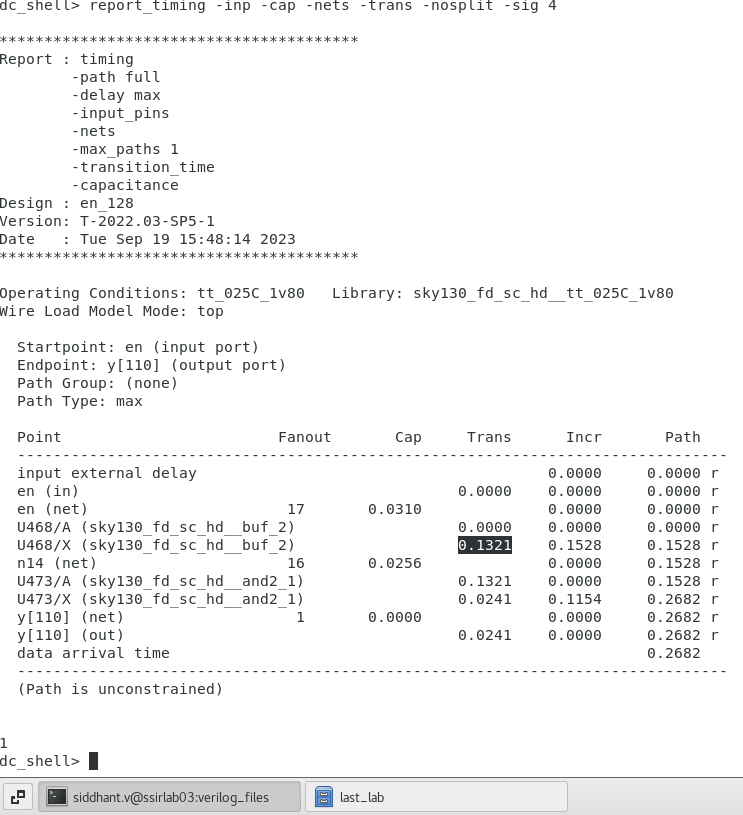 dc_shell> report_timing -inp -cap -nets -trans -nosplit -sig 4
****************************************
Report : timing
        -path full
        -delay max
        -input_pins
        -nets
        -max_paths 1
        -transition_time
        -capacitance
Design : en_128
Version: T-2022.03-SP5-1
Date   : Tue Sep 19 15:48:14 2023
****************************************
Operating Conditions: tt_025C_1v80   Library: sky130_fd_sc_hd__tt_025C_1v80
Wire Load Model Mode: top
  Startpoint: en (input port)
  Endpoint: y[110] (output port)
  Path Group: (none)
  Path Type: max
  Point                        Fanout       Cap     Trans      Incr       Path
  -------------------------------------------------------------------------------
  input external delay                                       0.0000     0.0000 r
  en (in)                                          0.0000    0.0000     0.0000 r
  en (net)                      17       0.0310              0.0000     0.0000 r
  U468/A (sky130_fd_sc_hd__buf_2)                  0.0000    0.0000     0.0000 r
  U468/X (sky130_fd_sc_hd__buf_2)                  0.1321    0.1528     0.1528 r
  n14 (net)                     16       0.0256              0.0000     0.1528 r
  U473/A (sky130_fd_sc_hd__and2_1)                 0.1321    0.0000     0.1528 r
  U473/X (sky130_fd_sc_hd__and2_1)                 0.0241    0.1154     0.2682 r
  y[110] (net)                   1       0.0000              0.0000     0.2682 r
  y[110] (out)                                     0.0241    0.0000     0.2682 r
  data arrival time                                                     0.2682
  -------------------------------------------------------------------------------
  (Path is unconstrained)
1
dc_shell>
siddhant.v@ssirlab03:verilog_files   last_lab